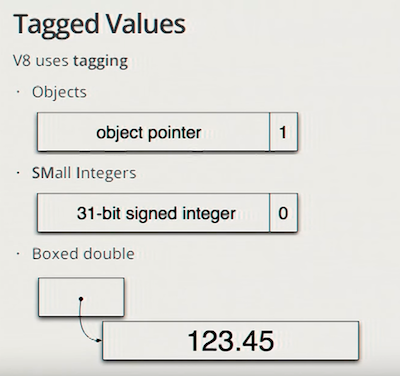 Tagged Values
V8 uses tagging
· Objects
object pointer 1
· SMall Integers
31-bit signed integer 0
· Boxed double
123.45